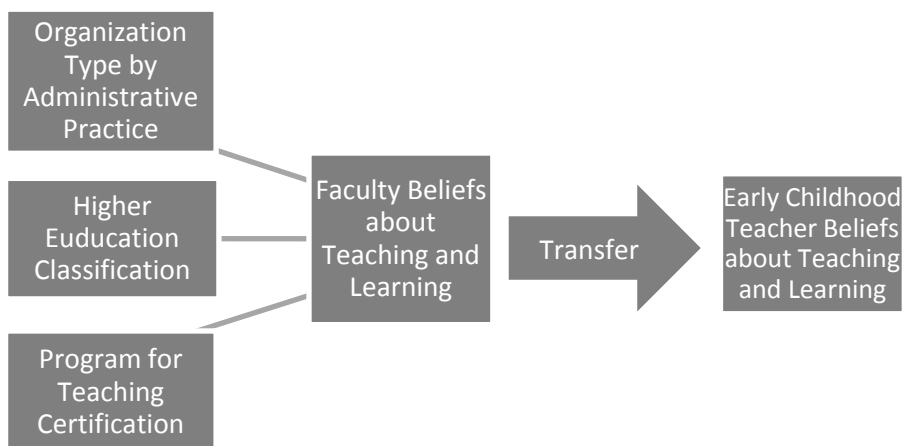 Organization
Type by
Administrative
Practice
Higher
Euducation
Classification
Program for
Teaching
Certification
Faculty Beliefs
about
Teaching and
Learning
Transfer
Early Childhood
Teacher Beliefs
about Teaching
and Learning